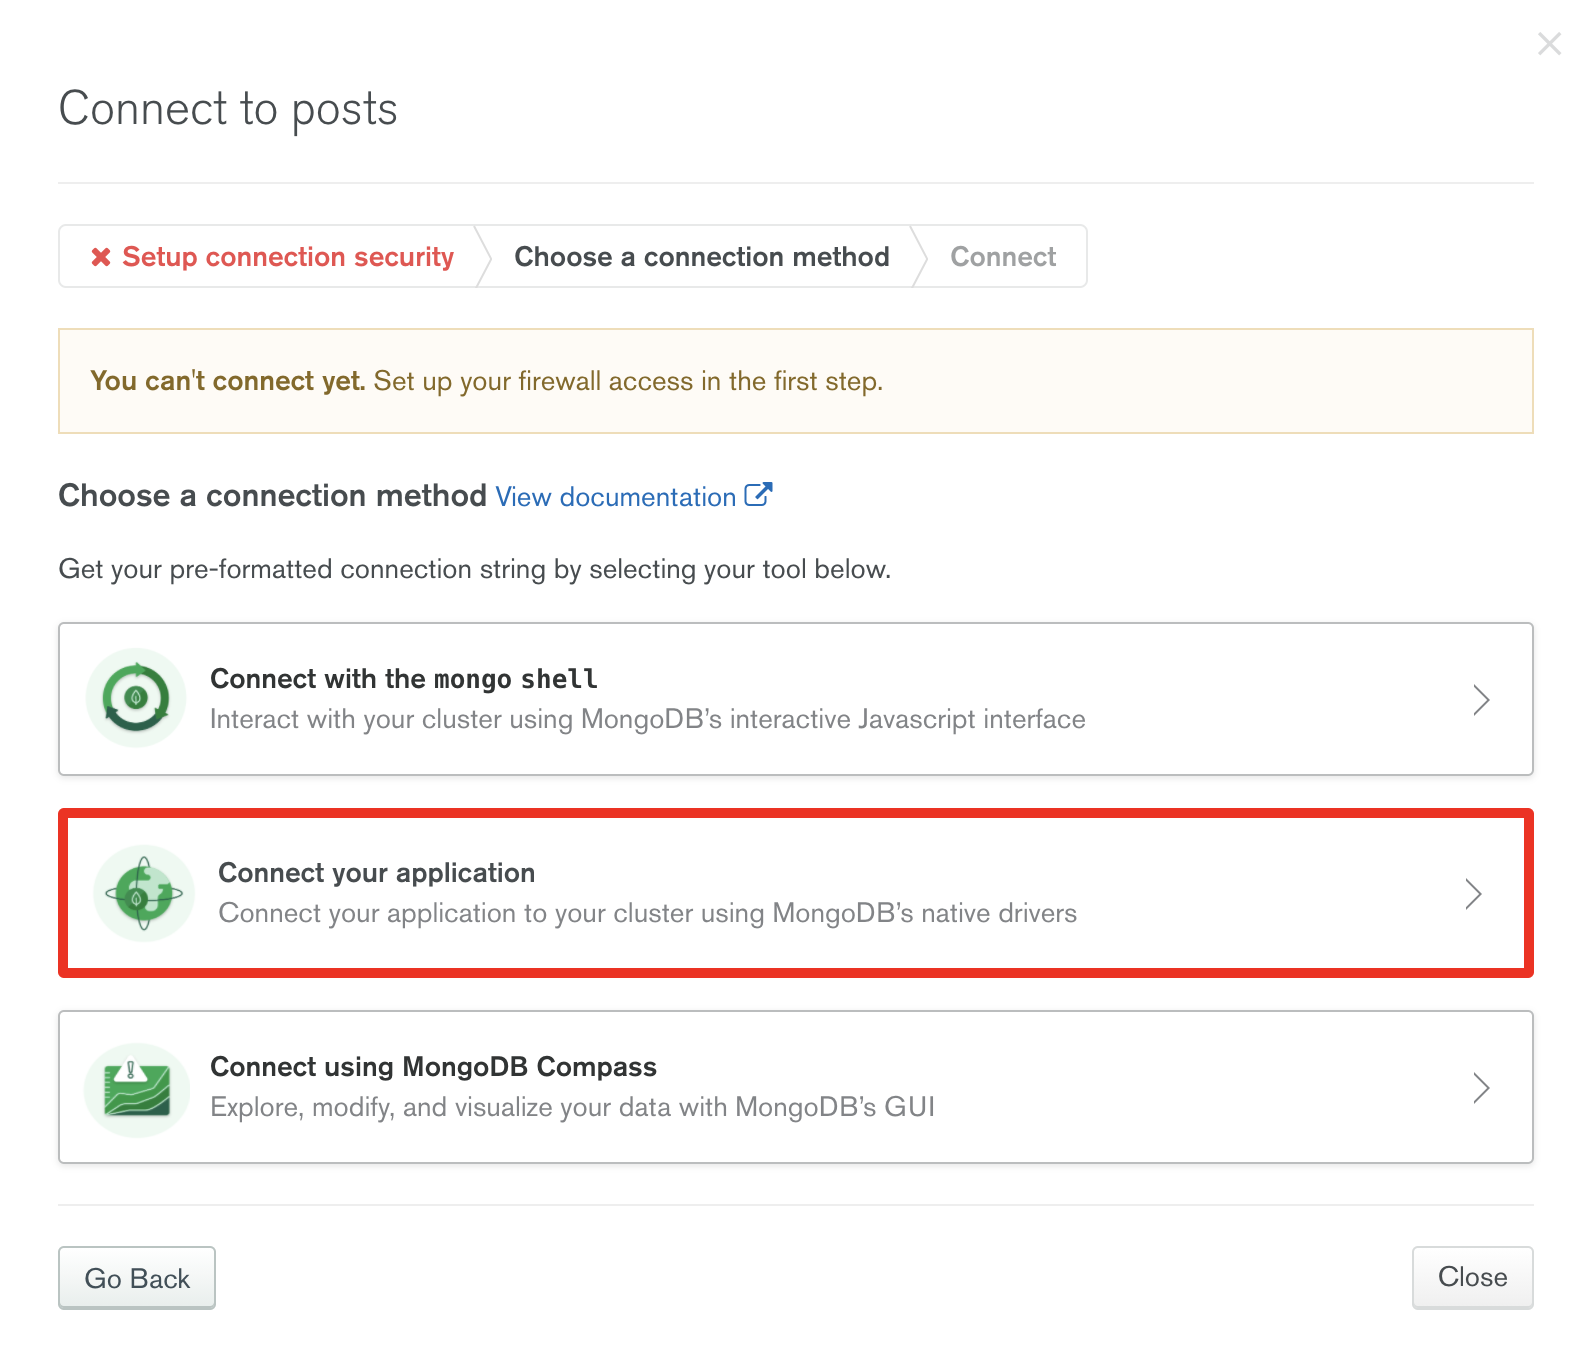 Connect to posts
Setup connection security
Choose a connection method
Connect
You can't connect yet. Set up your firewall access in the first step.
Choose a connection method View documentation
Get your pre-formatted connection string by selecting your tool below.
Connect with the mongo shell
Interact with your cluster using MongoDB’s interactive Javascript interface
Connect your application
Connect your application to your cluster using MongoDB’s native drivers
Connect using MongoDB Compass
Explore, modify, and visualize your data with MongoDB’s GUI
Go Back
Close